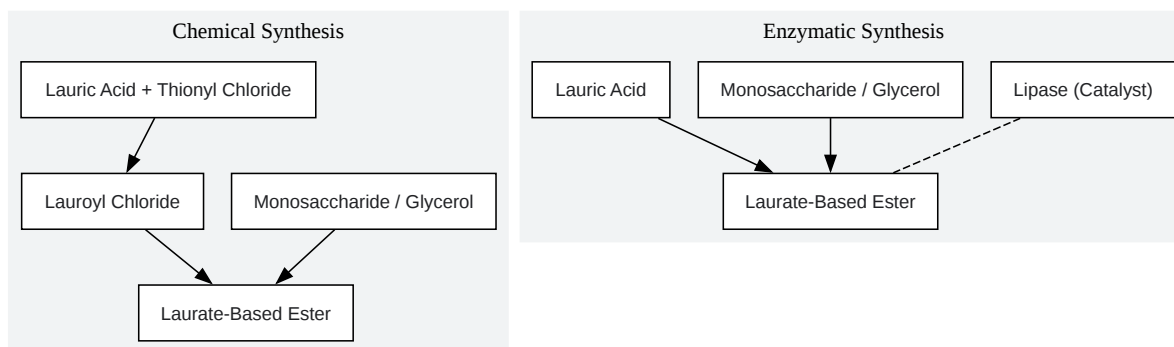 Chemical Synthesis
Lauric Acid + Thionyl Chloride
Lauroyl Chloride
Monosaccharide / Glycerol
Laurate-Based Ester
Enzymatic Synthesis
Lauric Acid
Monosaccharide / Glycerol
Lipase (Catalyst)
Laurate-Based Ester